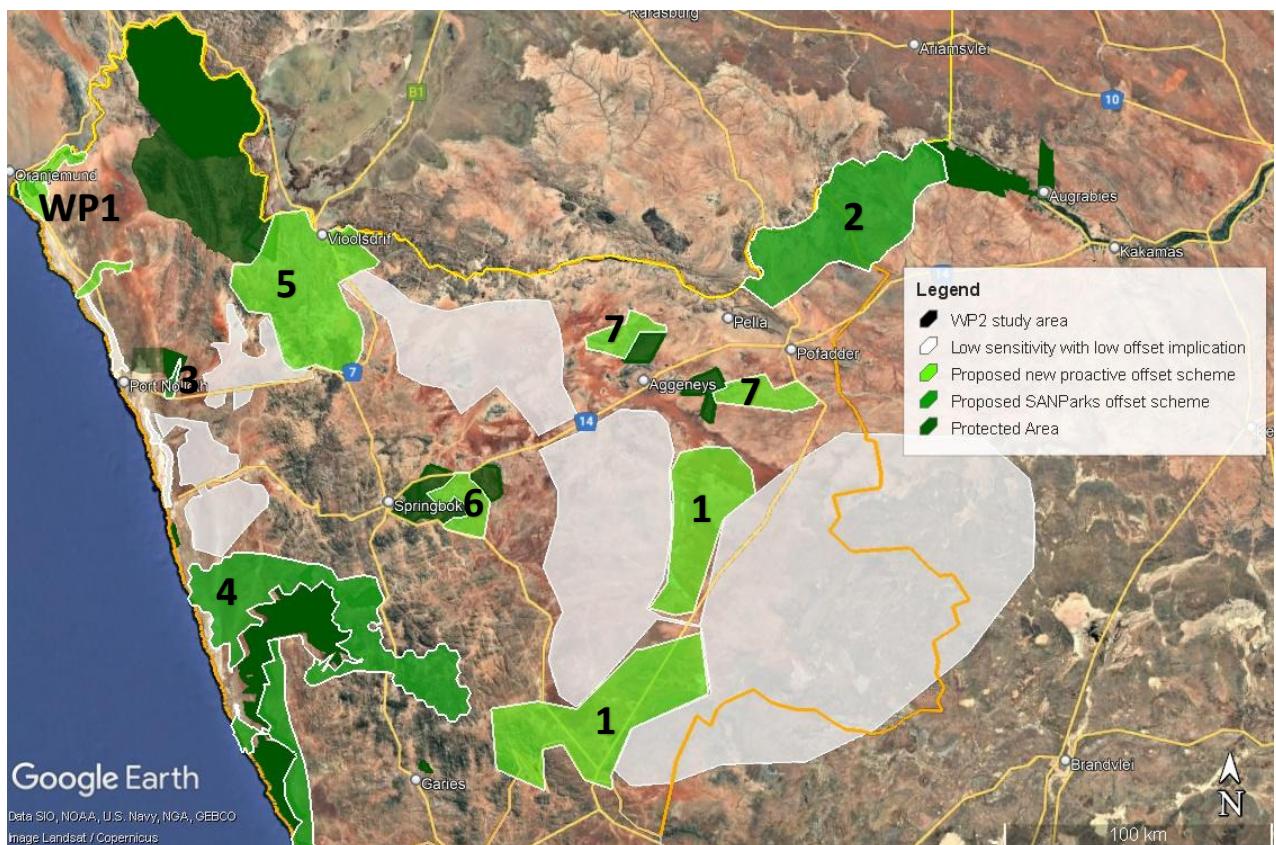 Karasburg
Ariamsvlei
B1
10
Oranjemund
WP1
Vioolsdrif
2
Augrabies
Kakamas
5
14
Legend
WP2 study area
Low sensitivity with low offset implication
Proposed new proactive offset scheme
Proposed SANParks offset scheme
Protected Area
7
Pella
Pofadder
3
7
Aggeneys
7
14
Springbok
6
1
4
1
Garies
Brandvlei
N
Google Earth
Data SIO, NOAA, U.S. Navy, NGA, GEBCO
Image Landsat / Copernicus
100 km